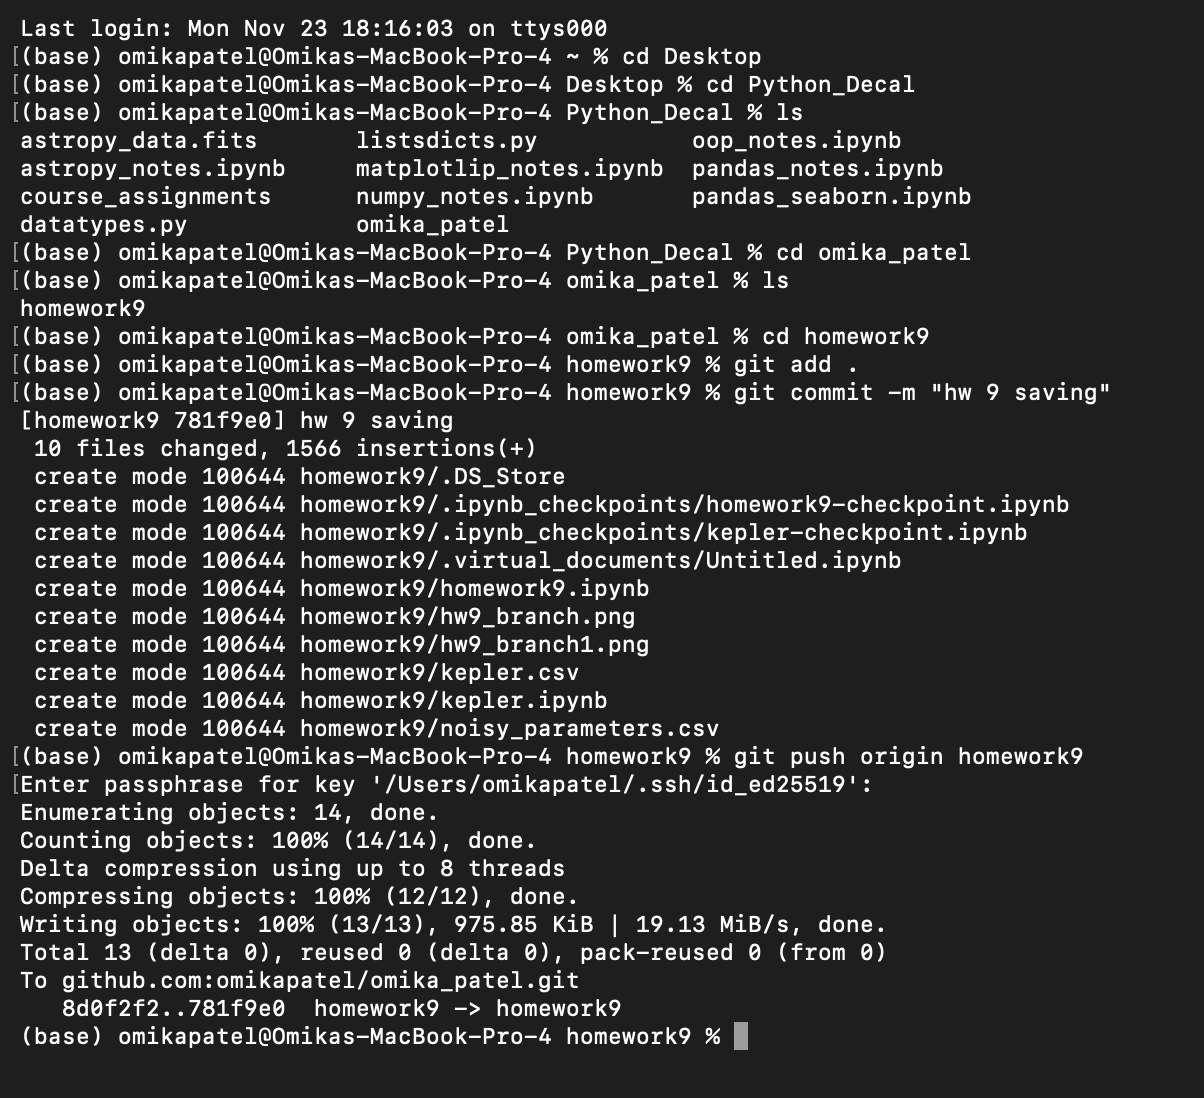 Last login: Mon Nov 23 18:16:03 on ttys000
[(base) omikapatel@Omikas-MacBook-Pro-4 ~ % cd Desktop
[(base) omikapatel@Omikas-MacBook-Pro-4 Desktop % cd Python_Decal
[(base) omikapatel@Omikas-MacBook-Pro-4 Python_Decal % ls
astropy_data.fits       listsdicts.py           oop_notes.ipynb
astropy_notes.ipynb     matplotlip_notes.ipynb  pandas_notes.ipynb
course_assignments      numpy_notes.ipynb       pandas_seaborn.ipynb
datatypes.py            omika_patel
[(base) omikapatel@Omikas-MacBook-Pro-4 Python_Decal % cd omika_patel
[(base) omikapatel@Omikas-MacBook-Pro-4 omika_patel % ls
homework9
[(base) omikapatel@Omikas-MacBook-Pro-4 omika_patel % cd homework9
[(base) omikapatel@Omikas-MacBook-Pro-4 homework9 % git add .
[(base) omikapatel@Omikas-MacBook-Pro-4 homework9 % git commit -m "hw 9 saving"
[homework9 781f9e0] hw 9 saving
 10 files changed, 1566 insertions(+)
 create mode 100644 homework9/.DS_Store
 create mode 100644 homework9/.ipynb_checkpoints/homework9-checkpoint.ipynb
 create mode 100644 homework9/.ipynb_checkpoints/kepler-checkpoint.ipynb
 create mode 100644 homework9/.virtual_documents/Untitled.ipynb
 create mode 100644 homework9/homework9.ipynb
 create mode 100644 homework9/hw9_branch.png
 create mode 100644 homework9/hw9_branch1.png
 create mode 100644 homework9/kepler.csv
 create mode 100644 homework9/kepler.ipynb
 create mode 100644 homework9/noisy_parameters.csv
[(base) omikapatel@Omikas-MacBook-Pro-4 homework9 % git push origin homework9
[Enter passphrase for key '/Users/omikapatel/.ssh/id_ed25519':
Enumerating objects: 14, done.
Counting objects: 100% (14/14), done.
Delta compression using up to 8 threads
Compressing objects: 100% (12/12), done.
Writing objects: 100% (13/13), 975.85 KiB | 19.13 MiB/s, done.
Total 13 (delta 0), reused 0 (delta 0), pack-reused 0 (from 0)
To github.com:omikapatel/omika_patel.git
   8d0f2f2..781f9e0  homework9 -> homework9
(base) omikapatel@Omikas-MacBook-Pro-4 homework9 %